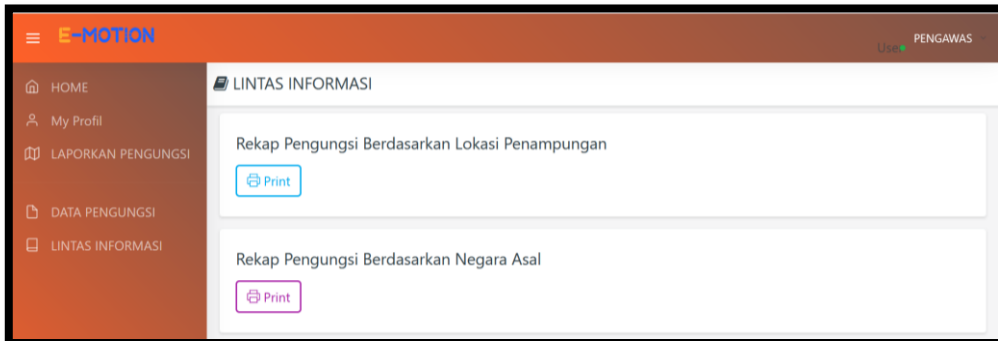 E-MOTION
PENGAWAS
HOME
My Profil
LAPORKAN PENGUNGSI
DATA PENGUNGSI
LINTAS INFORMASI
LINTAS INFORMASI
Rekap Pengungsi Berdasarkan Lokasi Penampungan
Print
Rekap Pengungsi Berdasarkan Negara Asal
Print